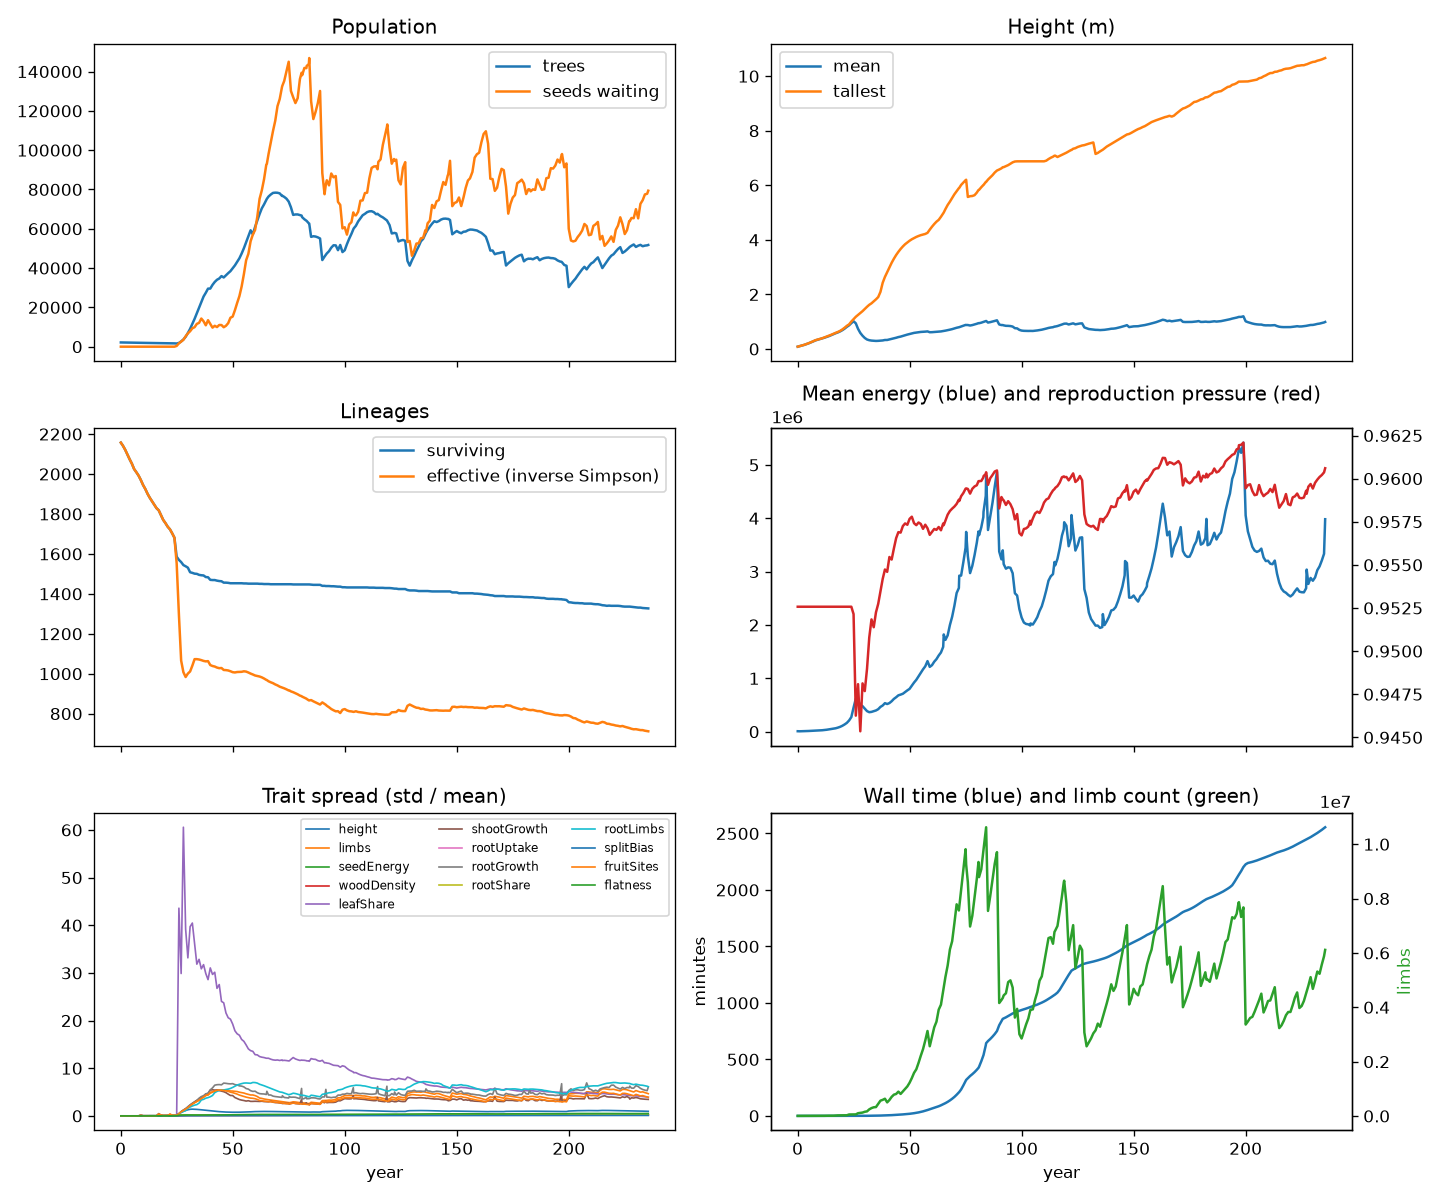 Population
140000
120000
100000
80000
60000
40000
20000
0
trees
seeds waiting
Height (m)
10
8
6
4
2
0
mean
tallest
Lineages
2200
2000
1800
1600
1400
1200
1000
800
surviving
effective (inverse Simpson)
Mean energy (blue) and reproduction pressure (red)
1e6
5
4
3
2
1
0
0.9625
0.9600
0.9575
0.9550
0.9525
0.9500
0.9475
0.9450
0 50 100 150 200
Trait spread (std / mean)
60
50
40
30
20
10
0
height shootGrowth rootLimbs
limbs rootUptake splitBias
seedEnergy rootGrowth fruitSites
woodDensity rootShare flatness
leafShare
0 50 100 150 200
year
Wall time (blue) and limb count (green)
1e7
minutes
2500
2000
1500
1000
500
0
1.0
0.8
0.6
0.4
0.2
0.0
limbs
0 50 100 150 200
year